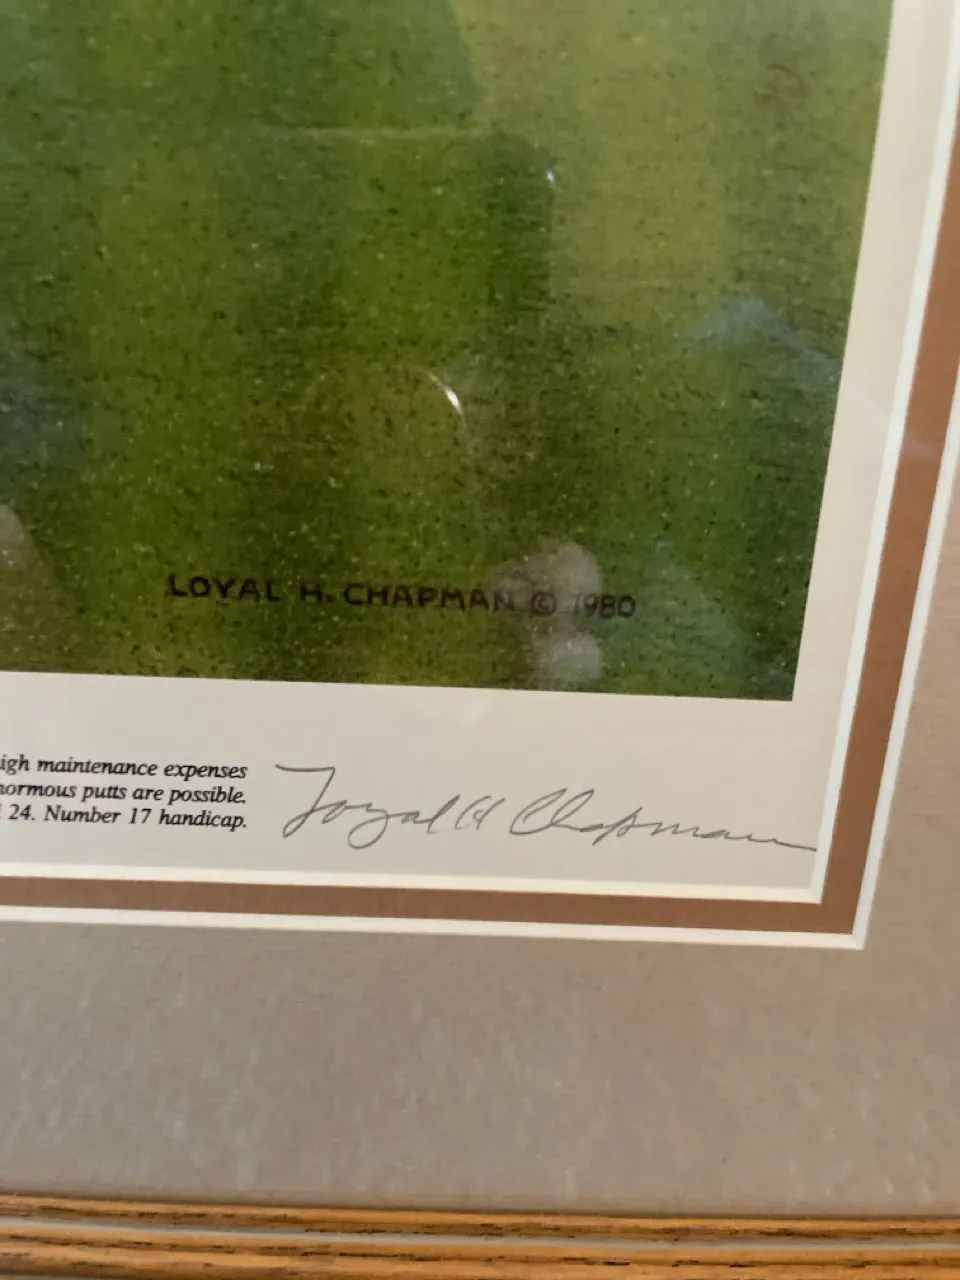 LOYAL H. CHAPMAN © 1980
igh maintenance expenses
normous putts are possible.
24. Number 17 handicap.
Loyal H Chapman